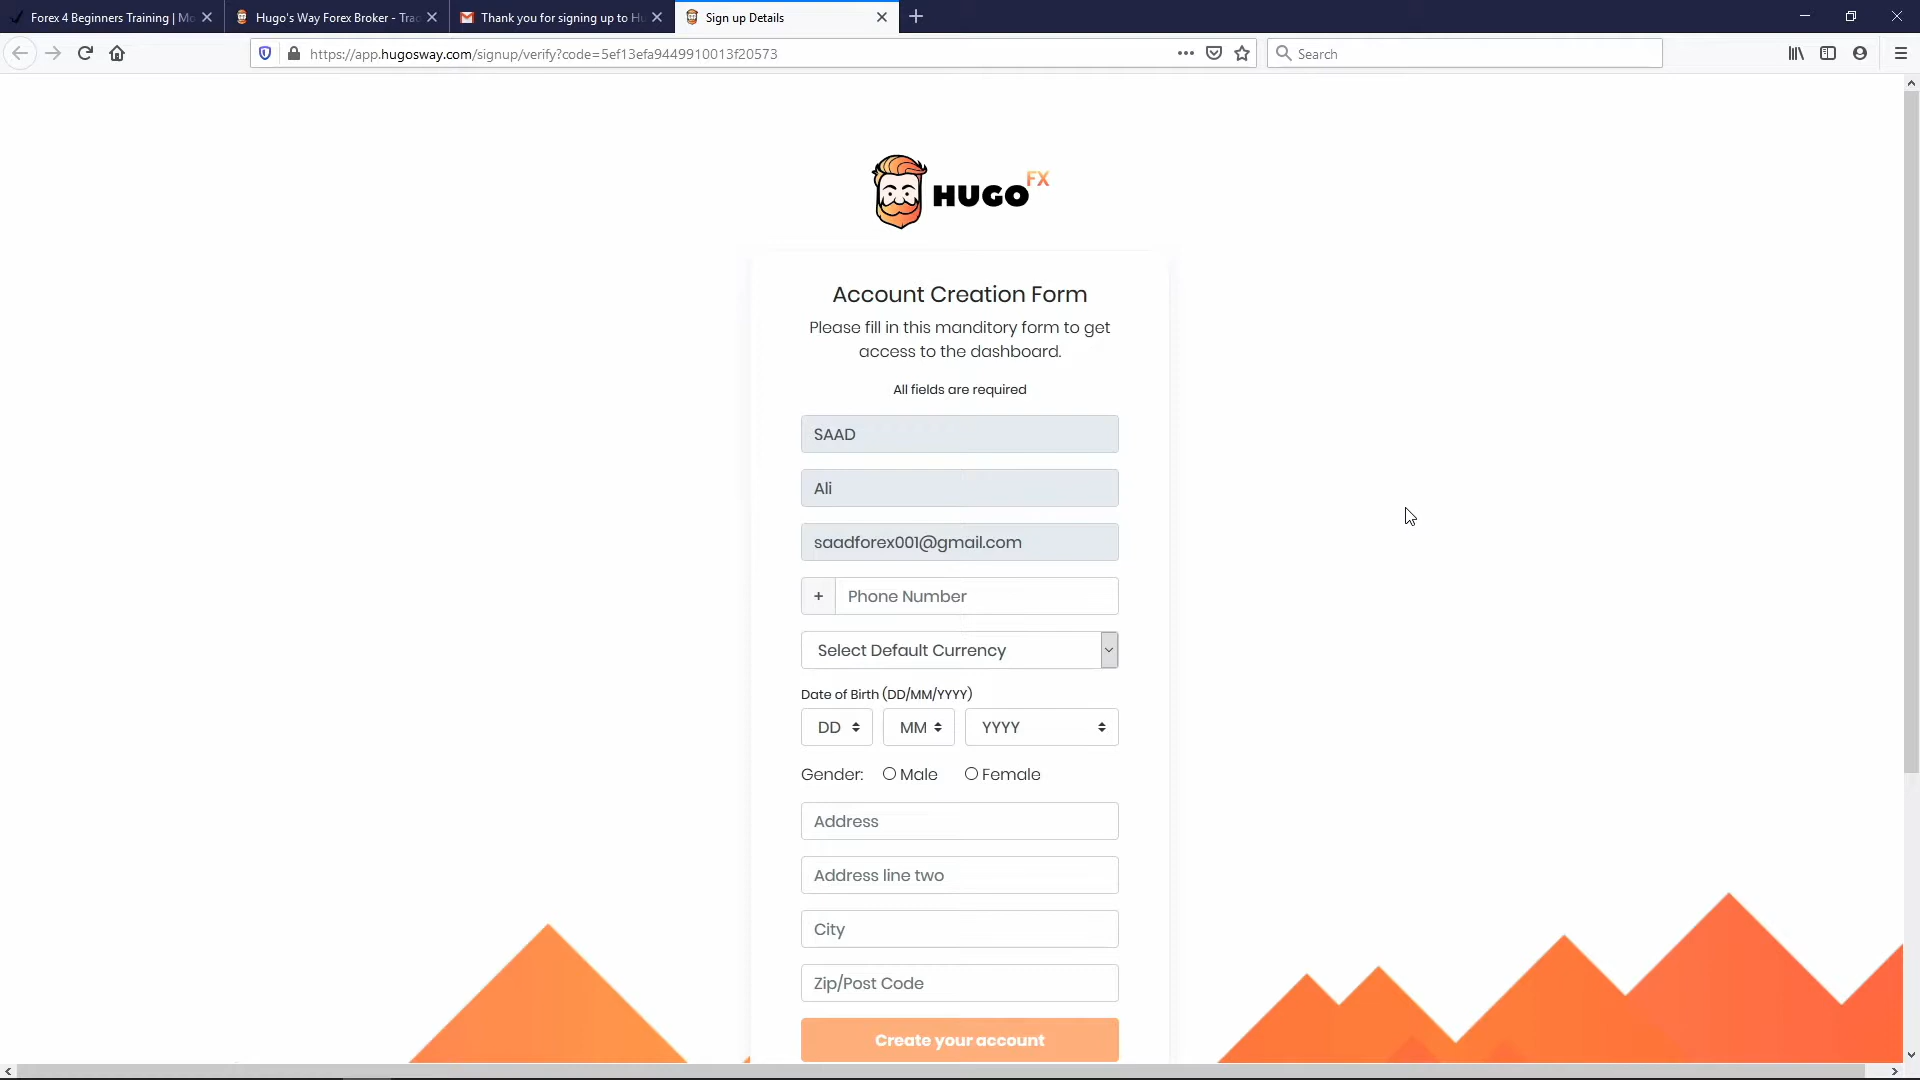 Forex 4 Beginners Training | Mo
Hugo's Way Forex Broker - Trad
Thank you for signing up to Hu
Sign up Details
https://app.hugosway.com/signup/verify?code=5ef13efa9449910013f20573
Search
HUGO FX
Account Creation Form
Please fill in this manditory form to get
access to the dashboard.
All fields are required
SAAD
Ali
saadforex001@gmail.com
+ Phone Number
Select Default Currency
Date of Birth (DD/MM/YYYY)
DD MM YYYY
Gender: Male Female
Address
Address line two
City
Zip/Post Code
Create your account